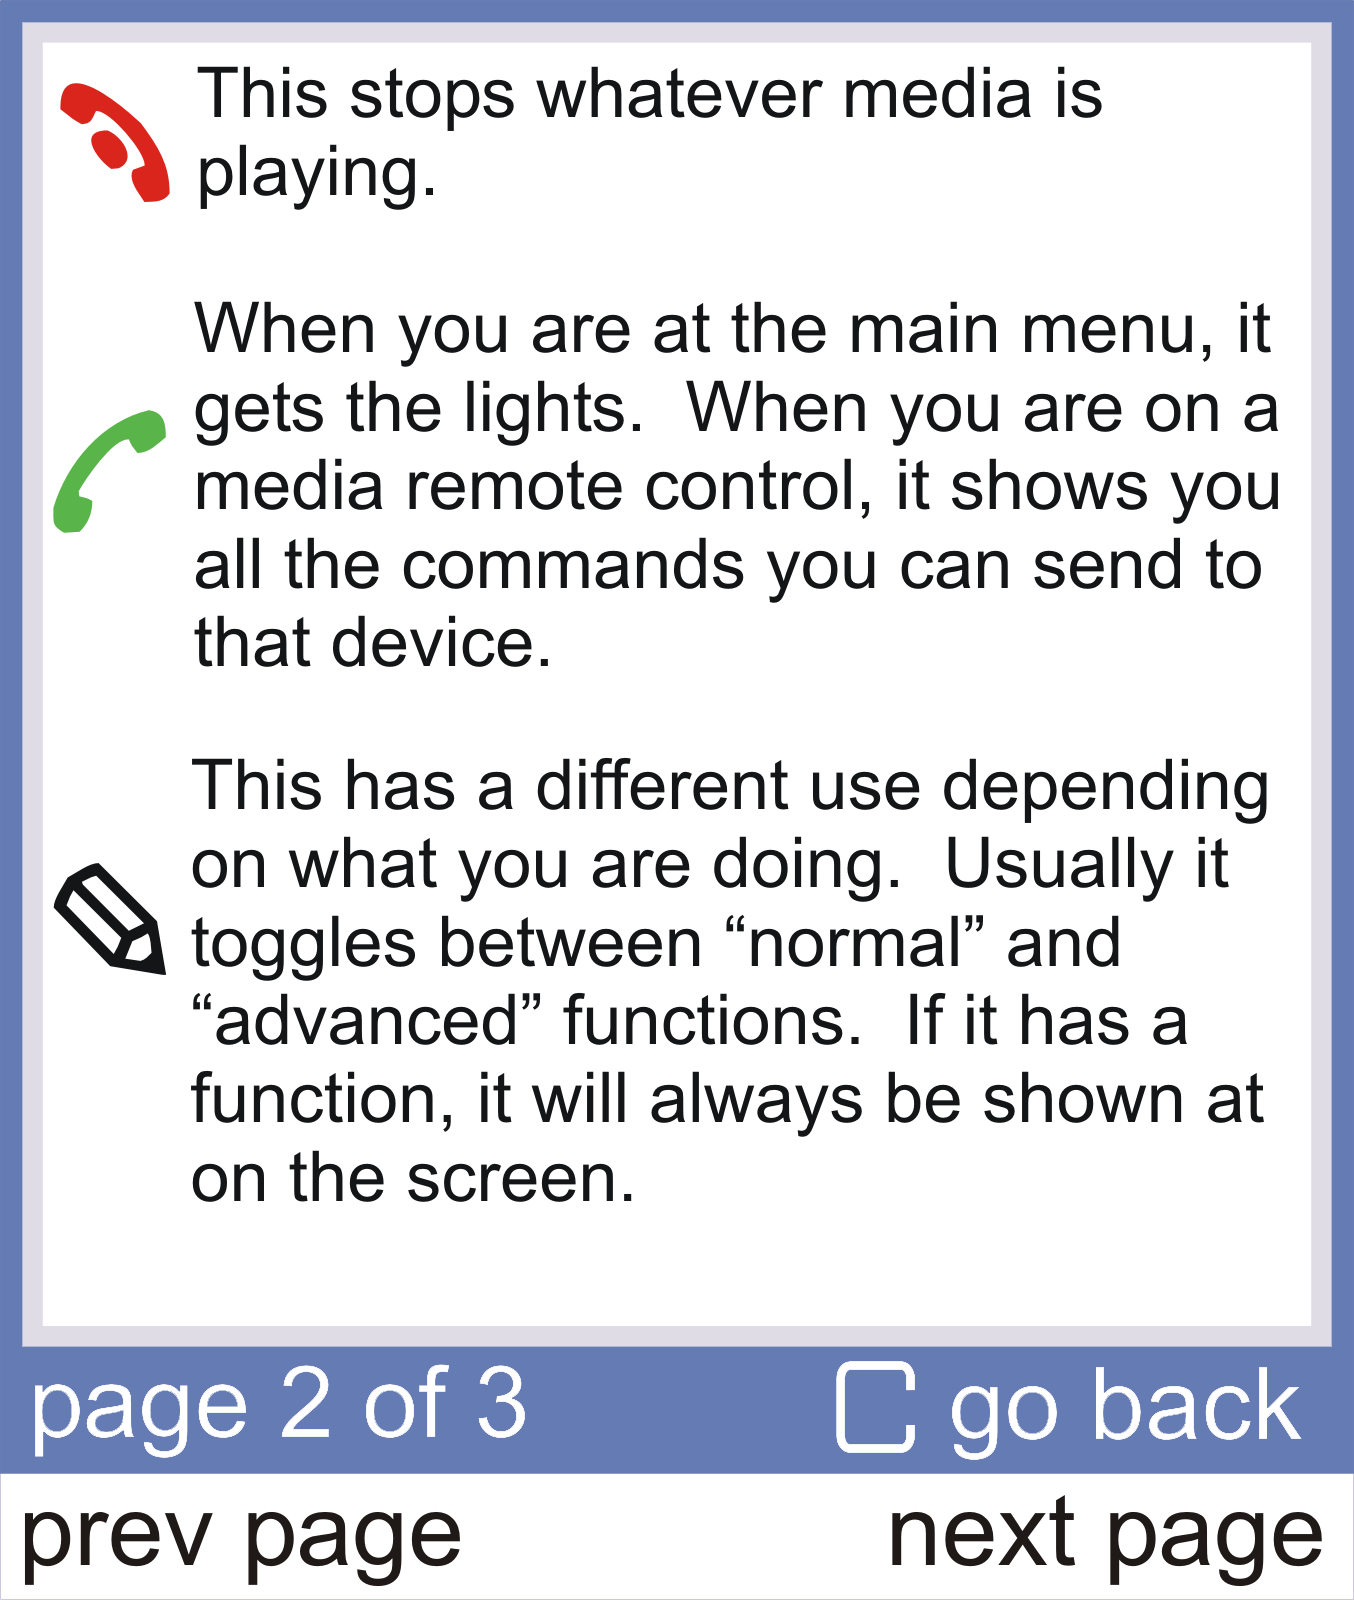 This stops whatever media is
playing.
When you are at the main menu, it
gets the lights.  When you are on a
media remote control, it shows you
all the commands you can send to
that device.
This has a different use depending
on what you are doing.  Usually it
toggles between “normal” and
“advanced” functions.  If it has a
function, it will always be shown at
on the screen.
page 2 of 3
C go back
prev page
next page